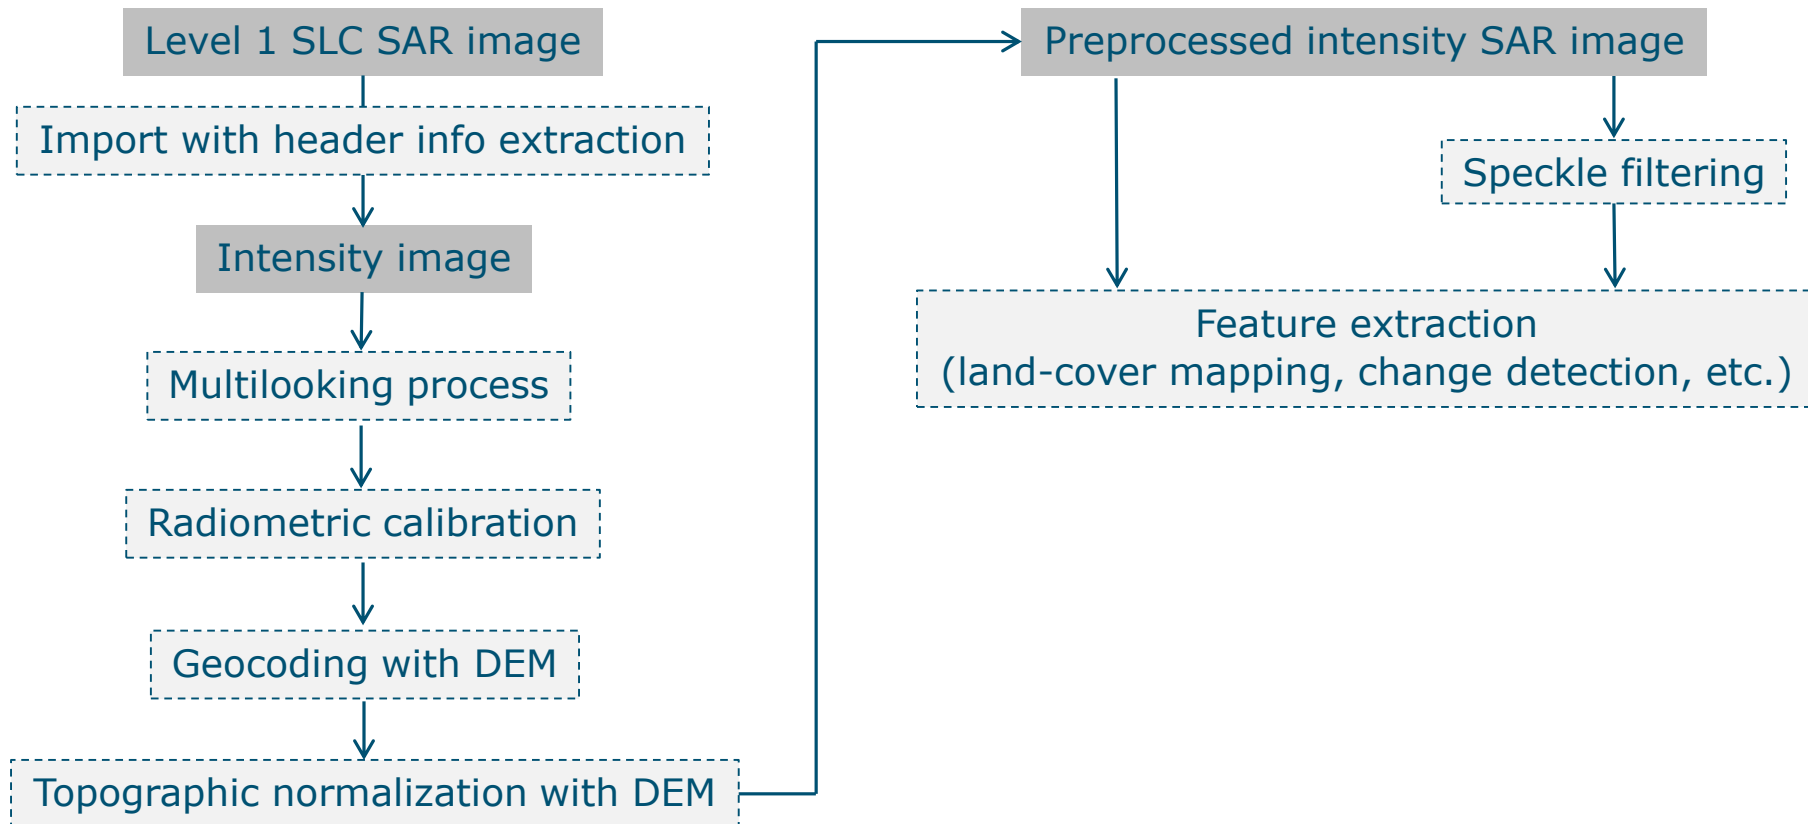 Level 1 SLC SAR image
Import with header info extraction
Intensity image
Multilooking process
Radiometric calibration
Geocoding with DEM
Topographic normalization with DEM
Preprocessed intensity SAR image
Speckle filtering
Feature extraction
(land-cover mapping, change detection, etc.)